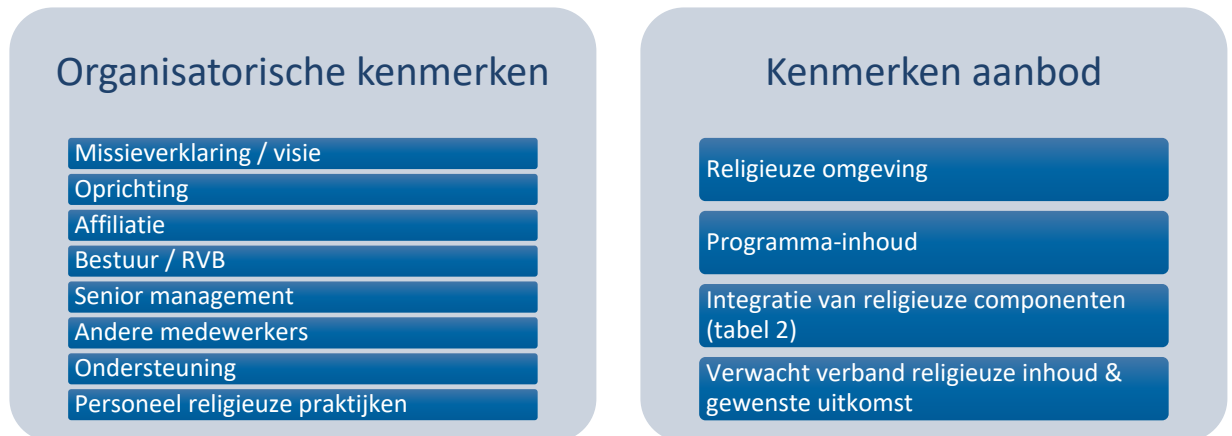 Organisatorische kenmerken
Missieverklaring / visie
Oprichting
Affiliatie
Bestuur / RVB
Senior management
Andere medewerkers
Ondersteuning
Personeel religieuze praktijken
Kenmerken aanbod
Religieuze omgeving
Programma-inhoud
Integratie van religieuze componenten
(tabel 2)
Verwacht verband religieuze inhoud &
gewenste uitkomst